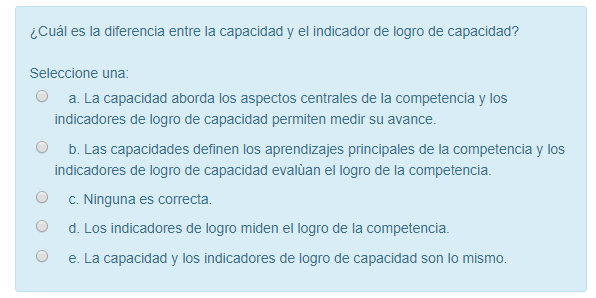 ¿Cuál es la diferencia entre la capacidad y el indicador de logro de capacidad?
Seleccione una:
a. La capacidad aborda los aspectos centrales de la competencia y los
indicadores de logro de capacidad permiten medir su avance.
b. Las capacidades definen los aprendizajes principales de la competencia y los
indicadores de logro de capacidad evalùan el logro de la competencia.
c. Ninguna es correcta.
d. Los indicadores de logro miden el logro de la competencia.
e. La capacidad y los indicadores de logro de capacidad son lo mismo.